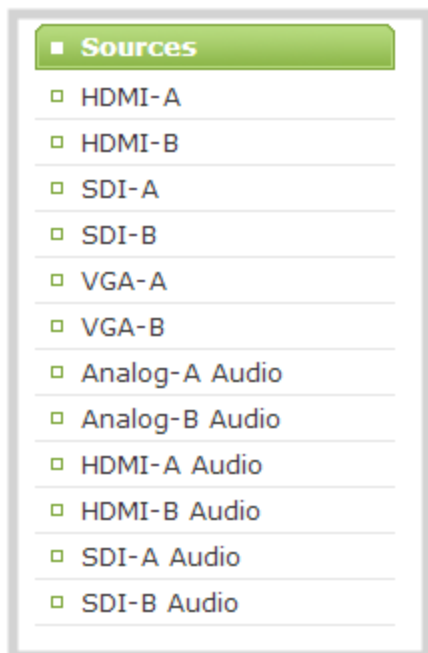 Sources
HDMI-A
HDMI-B
SDI-A
SDI-B
VGA-A
VGA-B
Analog-A Audio
Analog-B Audio
HDMI-A Audio
HDMI-B Audio
SDI-A Audio
SDI-B Audio